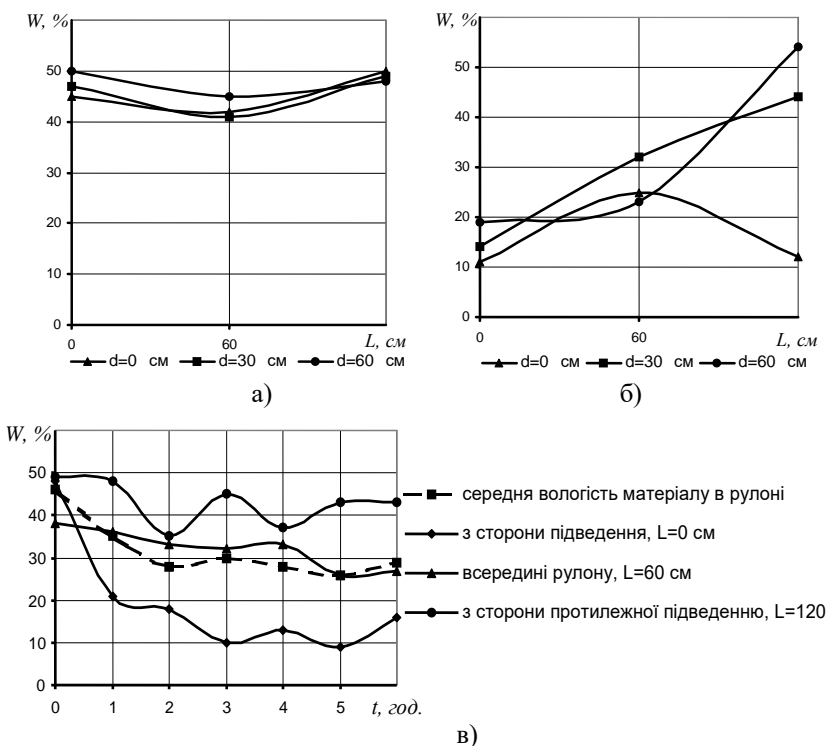 W, %
50
40
30
20
10
0
0
60
L, см
d=0 см d=30 см d=60 см
а)
W, %
50
40
30
20
10
0
0
60
L, см
d=0 см d=30 см d=60 см
б)
W, %
50
40
30
20
10
0
0 1 2 3 4 5 t, год.
середня вологість матеріалу в рулоні
з сторони підведення, L=0 см
всередині рулону, L=60 см
з сторони протилежної підведенню, L=120
в)